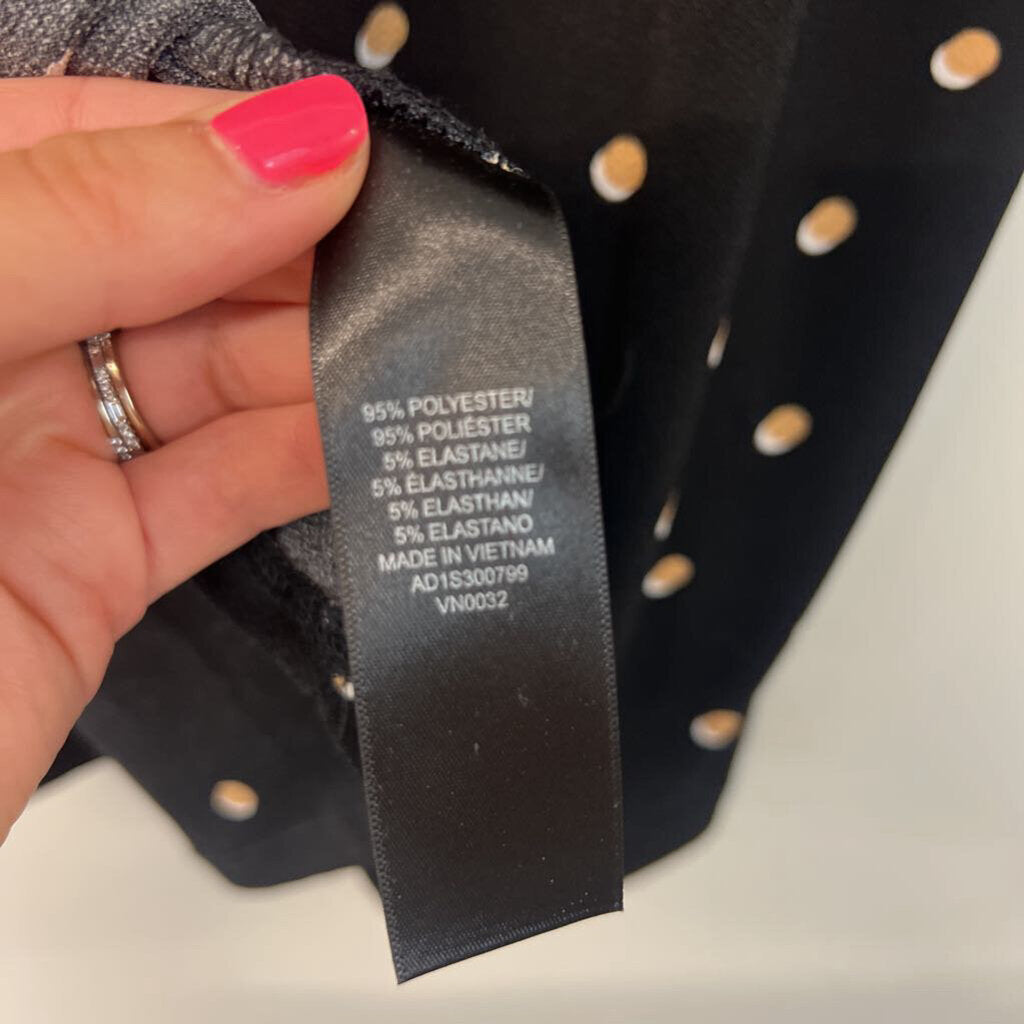 95% POLYESTER/
95% POLIÉSTER
5% ELASTANE/
5% ÉLASTHANNE/
5% ELASTHAN/
5% ELASTANO
MADE IN VIETNAM
AD1S300799
VN0032